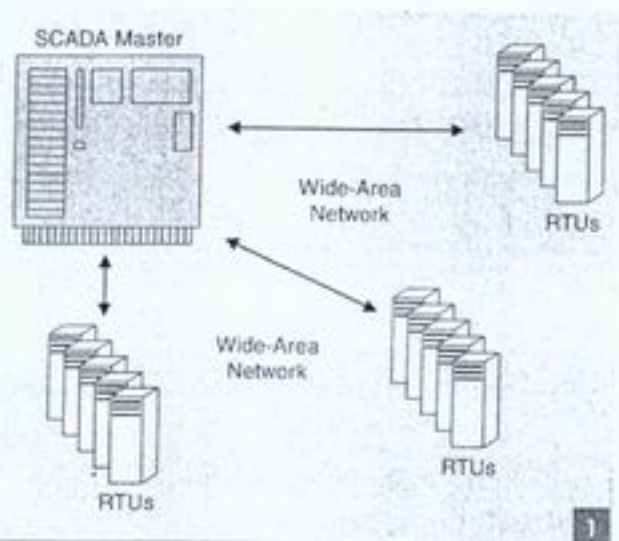 SCADA Master
Wide-Area
Network
RTUs
Wide-Area
Network
RTUs
RTUs
1